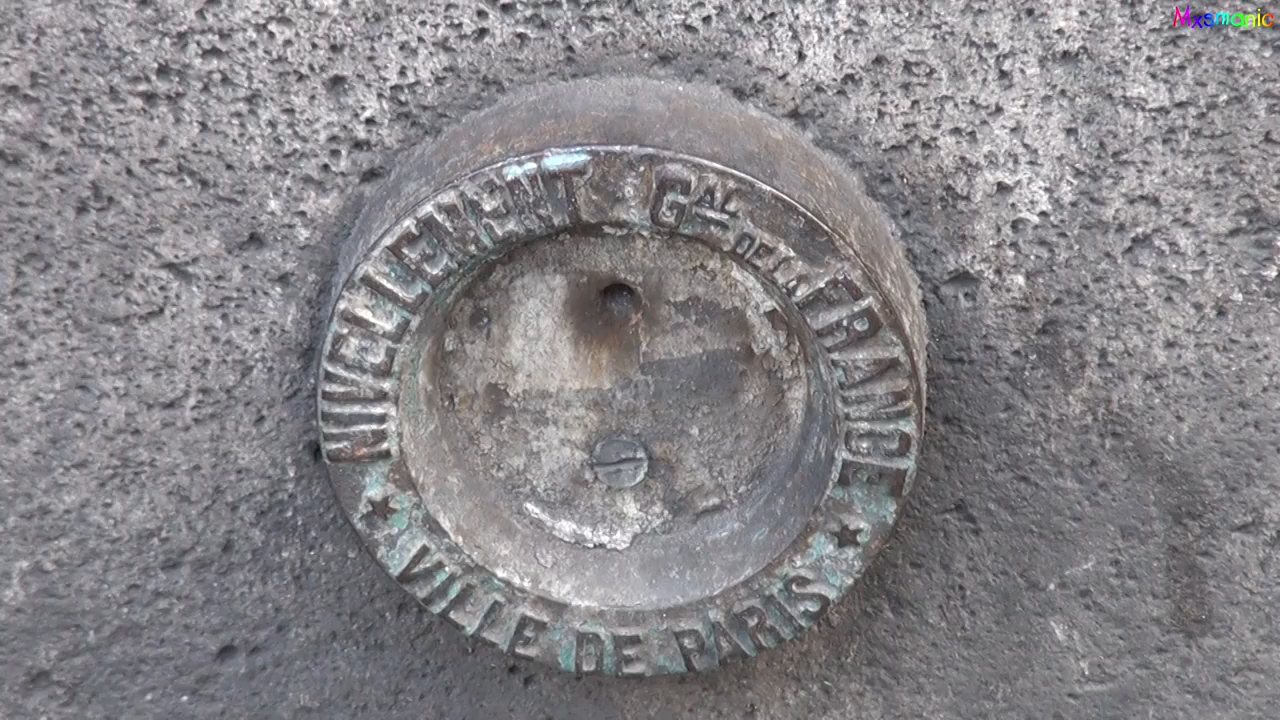 Mxsmanic
NIVELLEMENT GAL DE LA FRANCE
★ VILLE DE PARIS ★